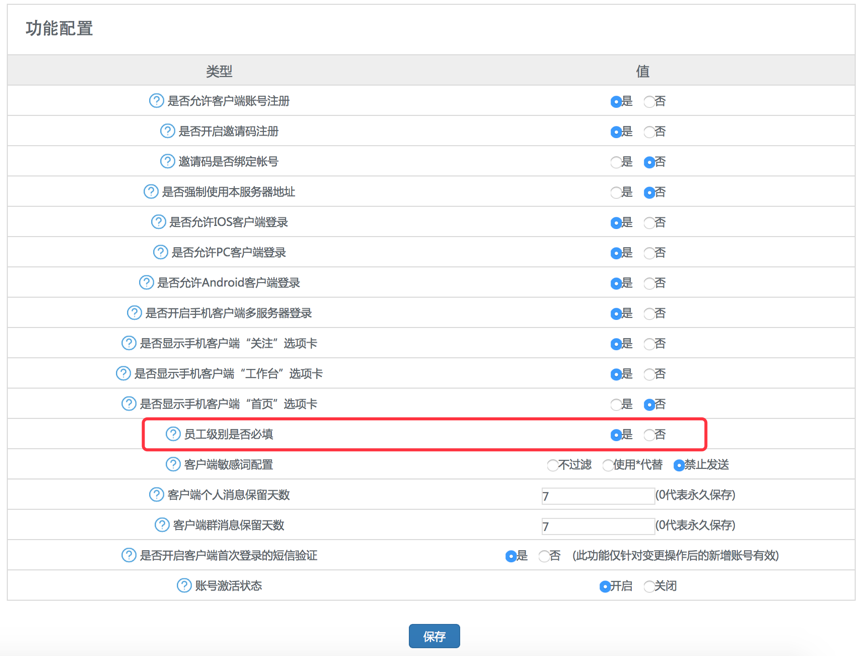 功能配置
类型 值
是否允许客户端账号注册 是 否
是否开启邀请码注册 是 否
邀请码是否绑定帐号 是 否
是否强制使用本服务器地址 是 否
是否允许IOS客户端登录 是 否
是否允许PC客户端登录 是 否
是否允许Android客户端登录 是 否
是否开启手机客户端多服务器登录 是 否
是否显示手机客户端“关注”选项卡 是 否
是否显示手机客户端“工作台”选项卡 是 否
是否显示手机客户端“首页”选项卡 是 否
员工级别是否必填 是 否
客户端敏感词配置 不过滤 使用*代替 禁止发送
客户端个人消息保留天数 7 (0代表永久保存)
客户端群消息保留天数 7 (0代表永久保存)
是否开启客户端首次登录的短信验证 是 否 (此功能仅针对变更操作后的新增账号有效)
账号激活状态 开启 关闭
保存